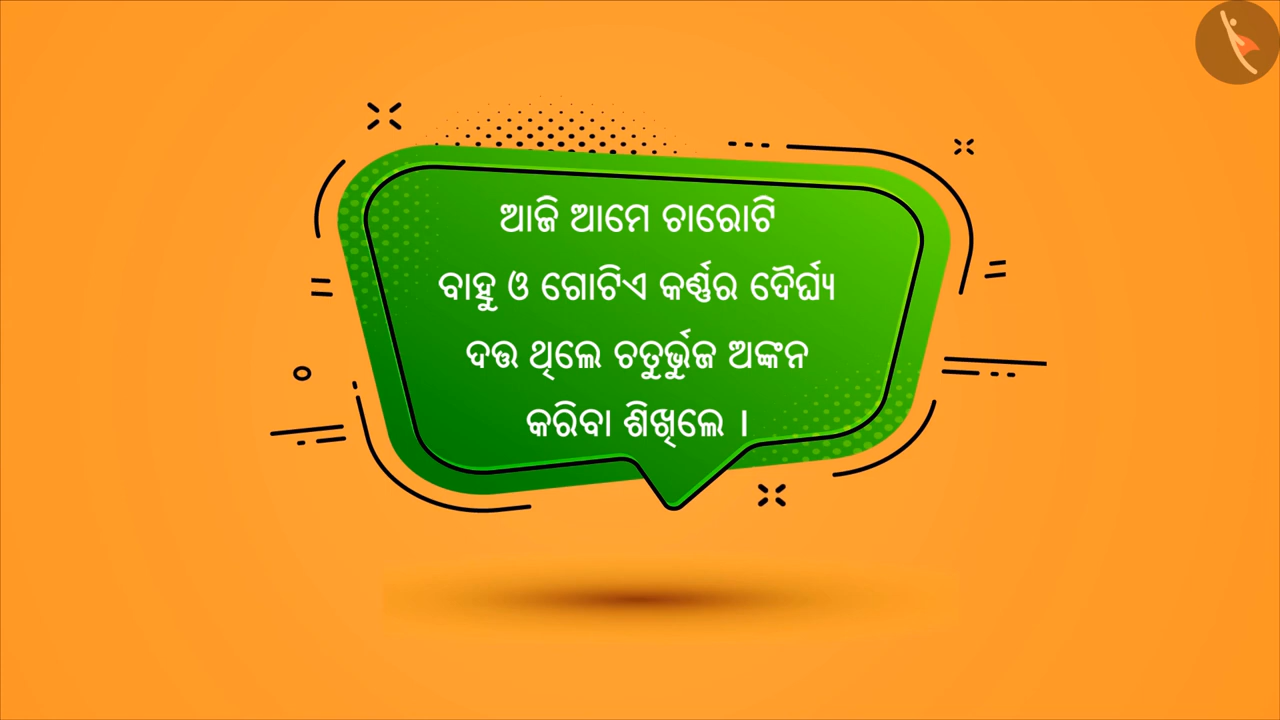 ଆଜି ଆମେ ଚାରୋଟି
ବାହୁ ଓ ଗୋଟିଏ କର୍ଣ୍ଣର ଦୈର୍ଘ୍ୟ
ଦତ୍ତ ଥିଲେ ଚତୁର୍ଭୁଜ ଅଙ୍କନ
କରିବା ଶିଖିଲେ ।